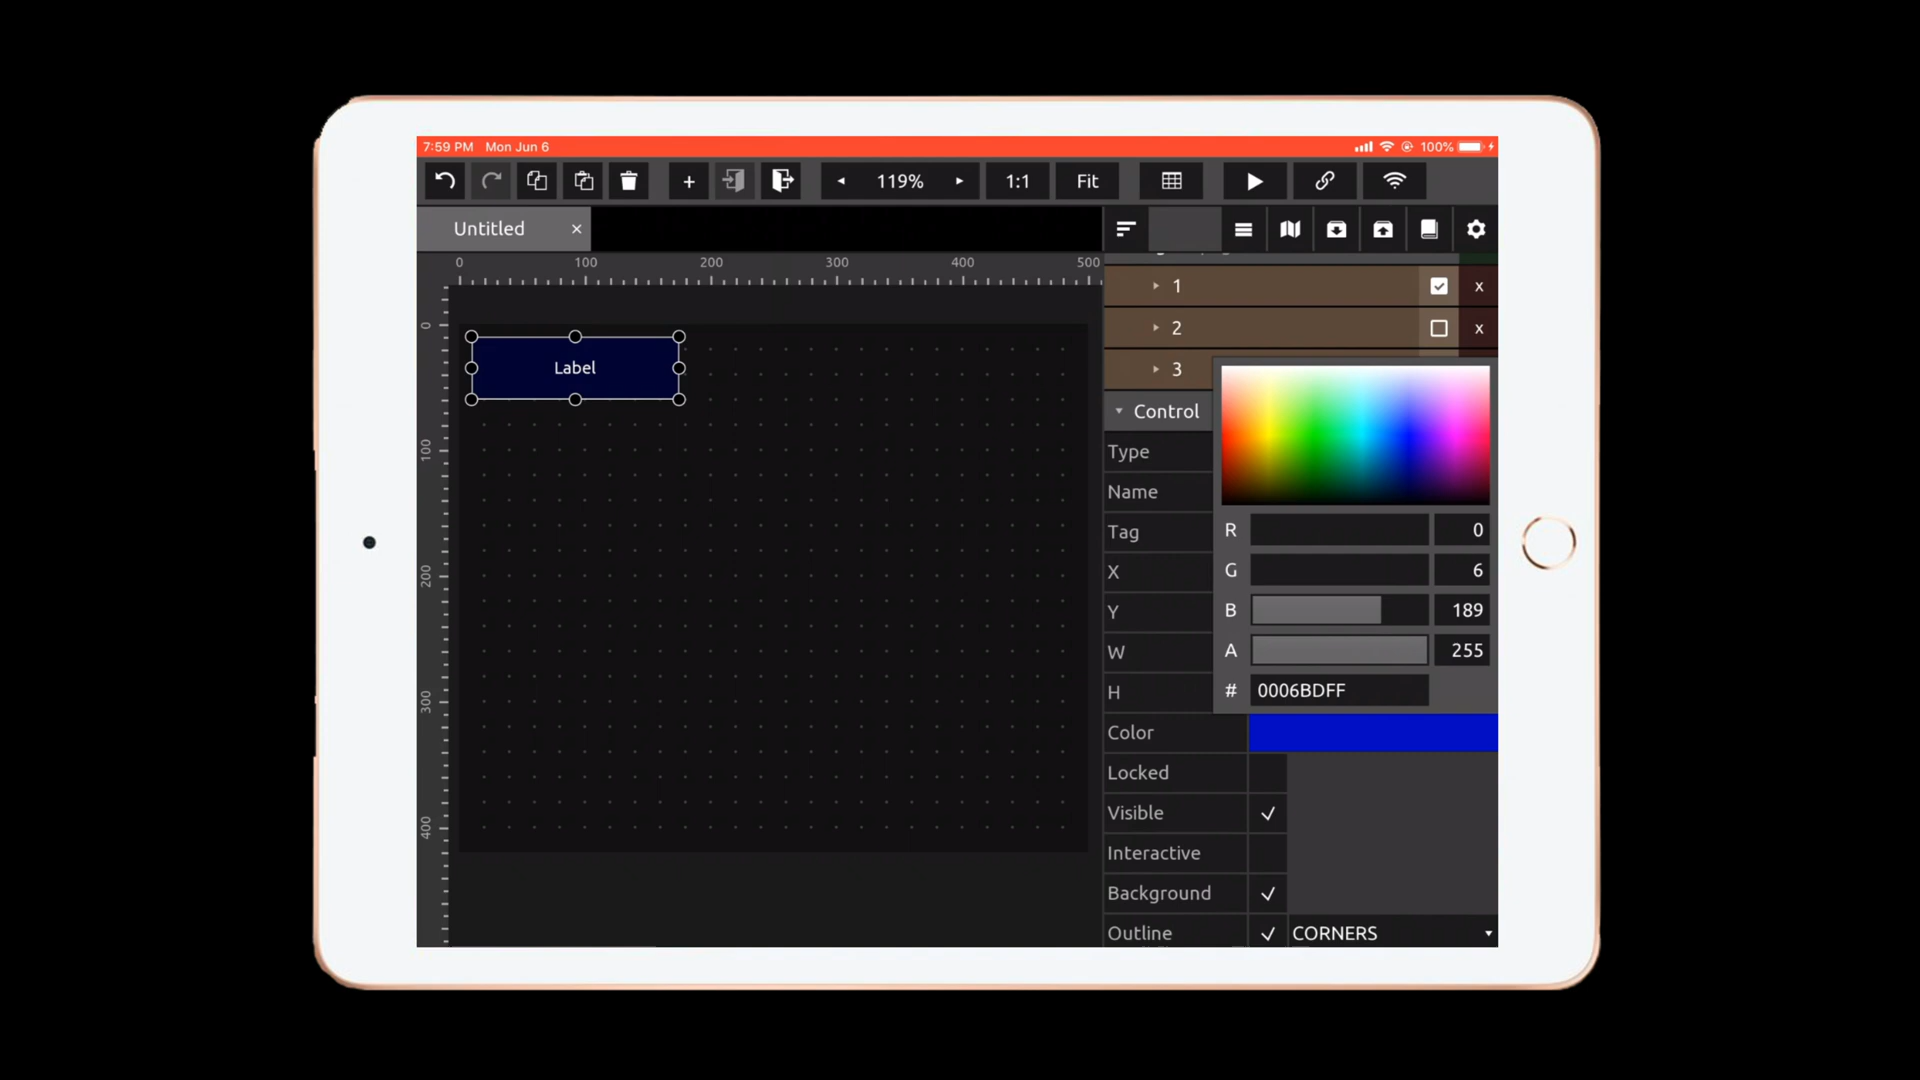 7:59 PM Mon Jun 6 100%
119% 1:1 Fit
Untitled ×
0 100 200 300 400 500
1 x
2 x
3
0
100
200
300
400
Label
Control
Type
Name
Tag
X
Y
W
H
R 0
G 6
B 189
A 255
# 0006BDFF
Color
Locked
Visible
Interactive
Background
Outline CORNERS